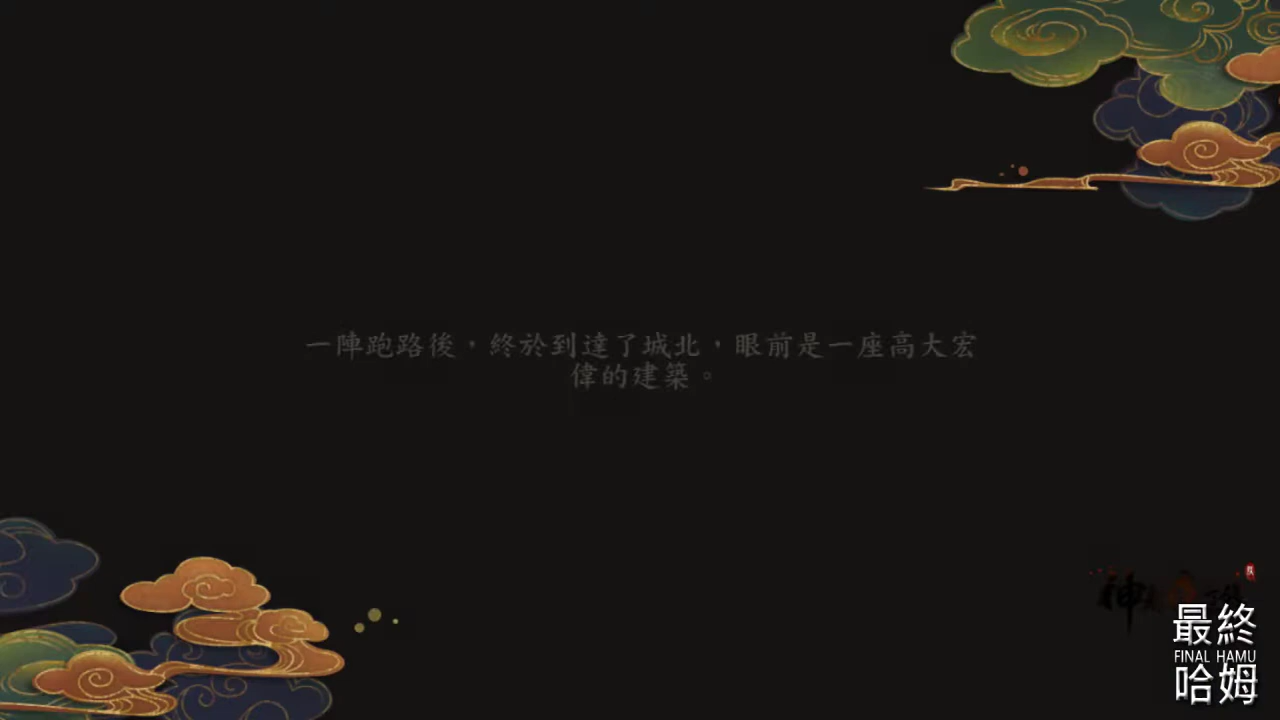 一陣跑路後，終於到達了城北，眼前是一座高大宏
偉的建築。
神
最終
FINAL HAMU
哈姆